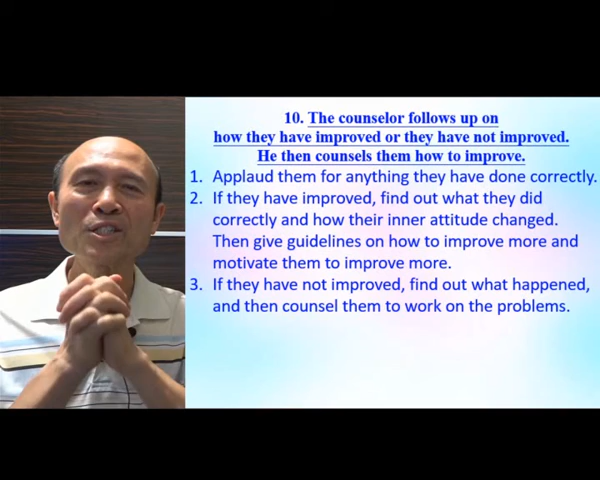 10. The counselor follows up on
how they have improved or they have not improved.
He then counsels them how to improve.
1. Applaud them for anything they have done correctly.
2. If they have improved, find out what they did
correctly and how their inner attitude changed.
Then give guidelines on how to improve more and
motivate them to improve more.
3. If they have not improved, find out what happened,
and then counsel them to work on the problems.